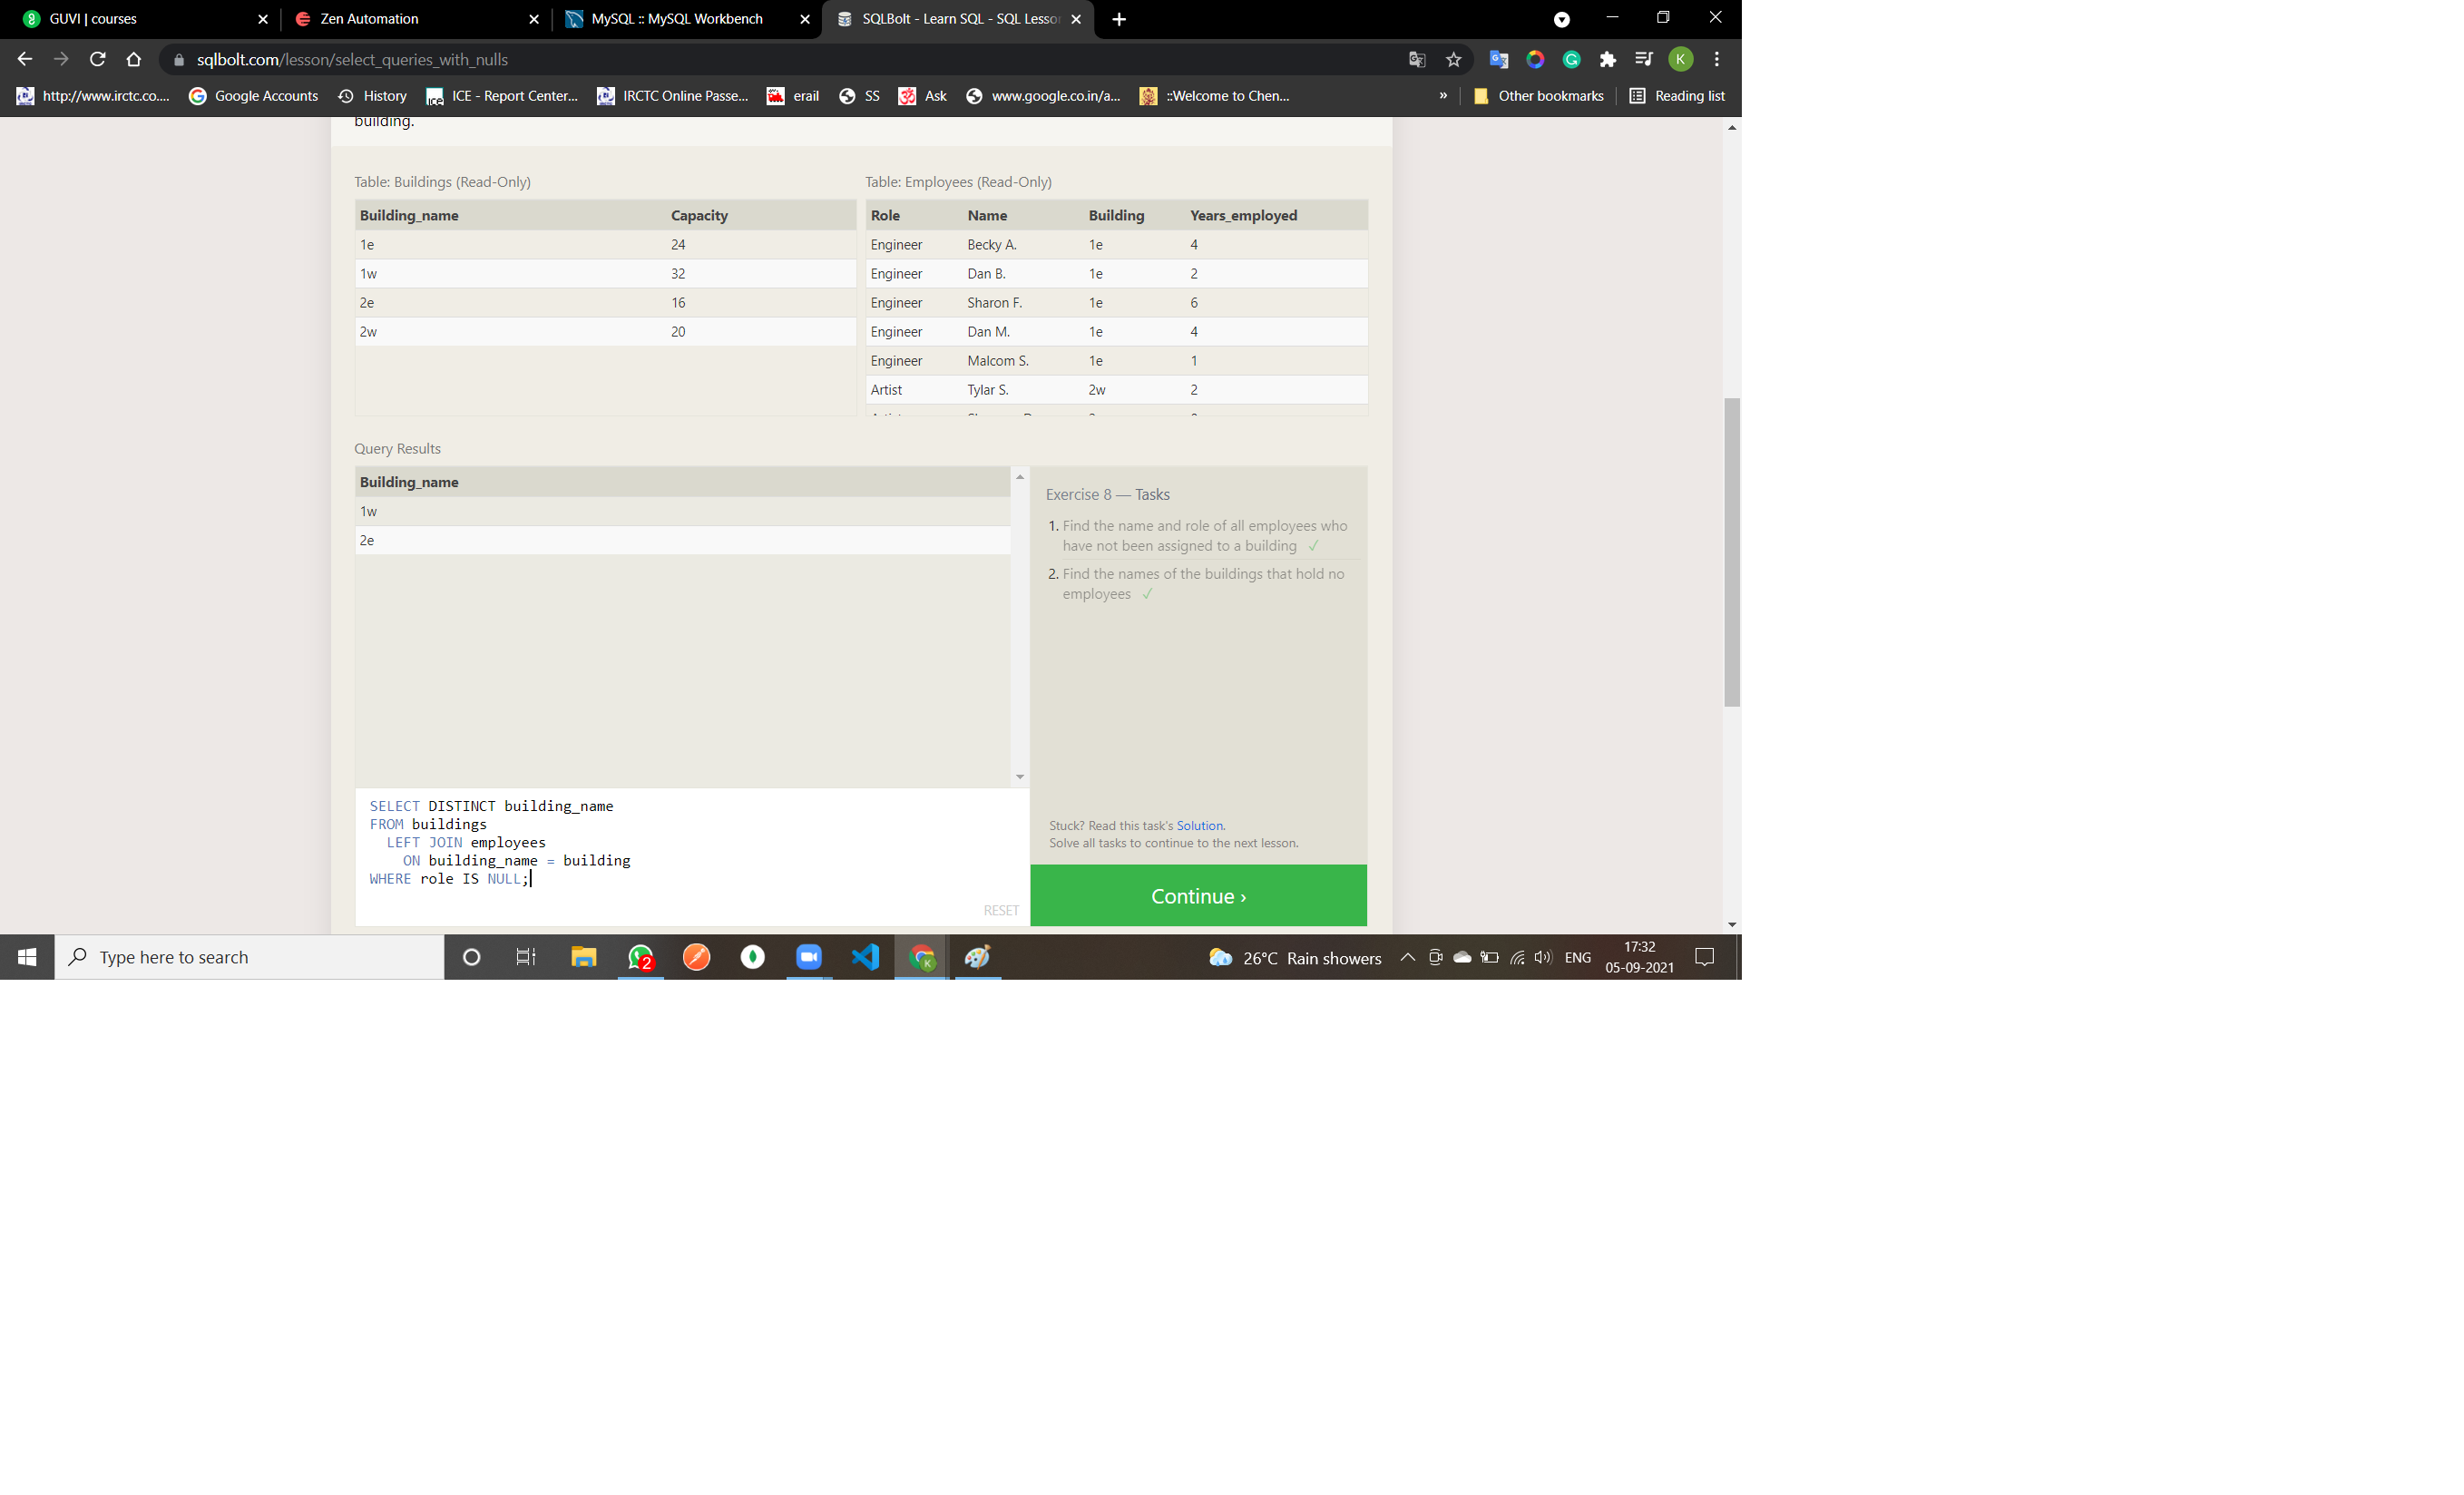 GUVI | courses
Zen Automation
MySQL :: MySQL Workbench
SQLBolt - Learn SQL - SQL Lesso
sqlbolt.com/lesson/select_queries_with_nulls
http://www.irctc.co....
Google Accounts
History
ICE - Report Center...
IRCTC Online Passe...
erail
SS
Ask
www.google.co.in/a...
::Welcome to Chen...
»
Other bookmarks
Reading list
building.
Table: Buildings (Read-Only)
Building_name Capacity
1e 24
1w 32
2e 16
2w 20
Table: Employees (Read-Only)
Role Name Building Years_employed
Engineer Becky A. 1e 4
Engineer Dan B. 1e 2
Engineer Sharon F. 1e 6
Engineer Dan M. 1e 4
Engineer Malcom S. 1e 1
Artist Tylar S. 2w 2
Query Results
Building_name
1w
2e
Exercise 8 — Tasks
1. Find the name and role of all employees who
have not been assigned to a building ✓
2. Find the names of the buildings that hold no
employees ✓
SELECT DISTINCT building_name
FROM buildings
LEFT JOIN employees
ON building_name = building
WHERE role IS NULL;
RESET
Stuck? Read this task's Solution.
Solve all tasks to continue to the next lesson.
Continue ›
Type here to search
2
K
26°C Rain showers
ENG
17:32
05-09-2021